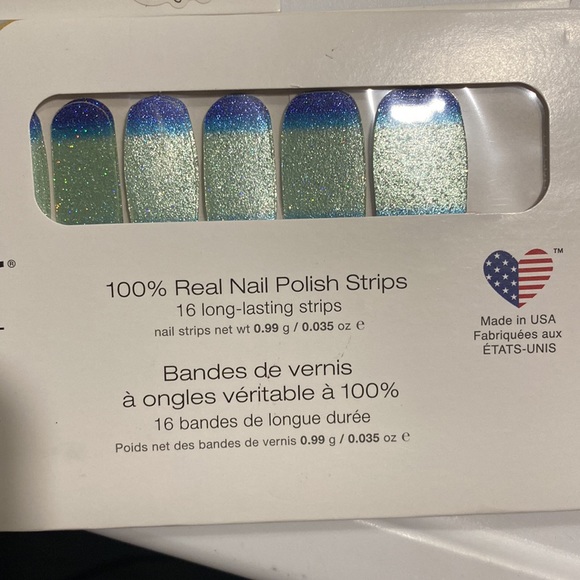 ®
100% Real Nail Polish Strips
16 long-lasting strips
nail strips net wt 0.99 g / 0.035 oz ℮
Bandes de vernis
à ongles véritable à 100%
16 bandes de longue durée
Poids net des bandes de vernis 0.99 g / 0.035 oz ℮
TM
Made in USA
Fabriquées aux
ÉTATS-UNIS